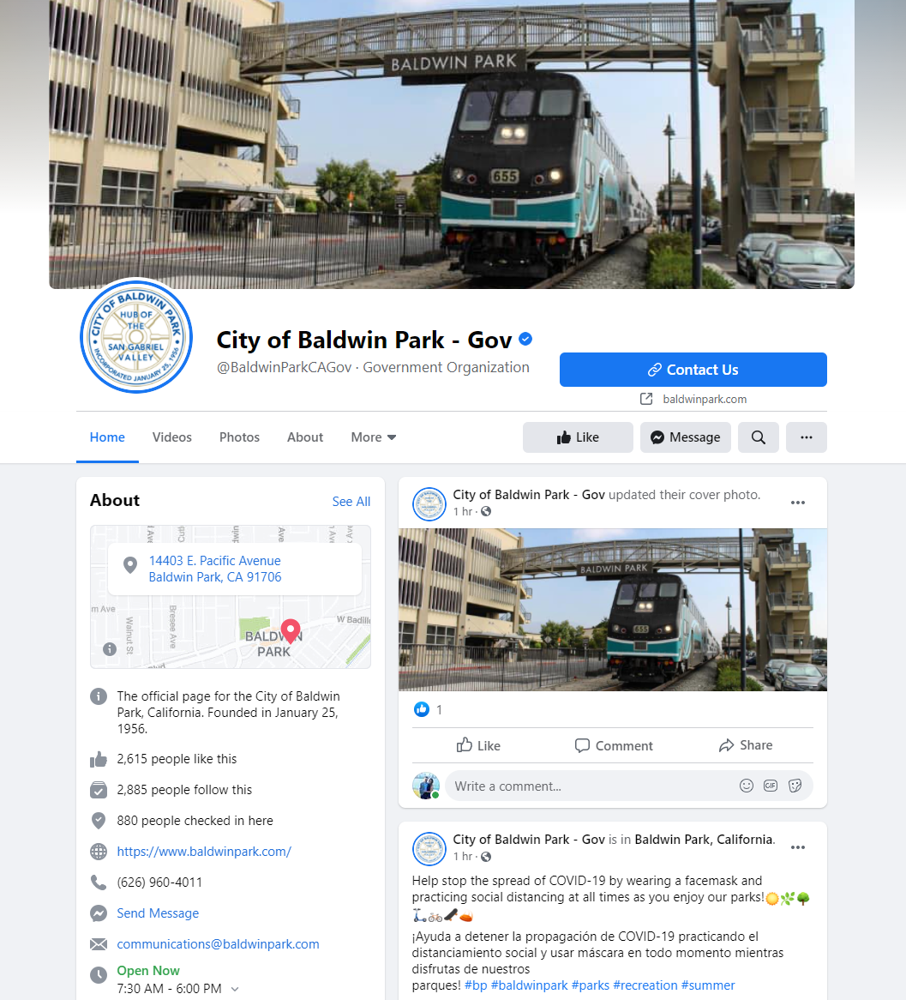 BALDWIN PARK
655
CITY OF BALDWIN PARK
HUB OF
THE
SAN GABRIEL
VALLEY
INCORPORATED JANUARY 25, 1956
City of Baldwin Park - Gov
@BaldwinParkCAGov · Government Organization
Contact Us
baldwinpark.com
Home
Videos
Photos
About
More
Like
Message
About
See All
14403 E. Pacific Avenue
Baldwin Park, CA 91706
m Ave
Walnut St
Bresee Ave
W Badill
BALDWIN
PARK
The official page for the City of Baldwin
Park, California. Founded in January 25,
1956.
2,615 people like this
2,885 people follow this
880 people checked in here
https://www.baldwinpark.com/
(626) 960-4011
Send Message
communications@baldwinpark.com
Open Now
7:30 AM - 6:00 PM
City of Baldwin Park - Gov updated their cover photo.
1 hr ·
BALDWIN PARK
655
1
Like
Comment
Share
Write a comment...
GIF
City of Baldwin Park - Gov is in Baldwin Park, California.
1 hr ·
Help stop the spread of COVID-19 by wearing a facemask and
practicing social distancing at all times as you enjoy our parks!🌞🌿🌳
🛴🚲🛹🏍
¡Ayuda a detener la propagación de COVID-19 practicando el
distanciamiento social y usar máscara en todo momento mientras
disfrutas de nuestros
parques! #bp #baldwinpark #parks #recreation #summer